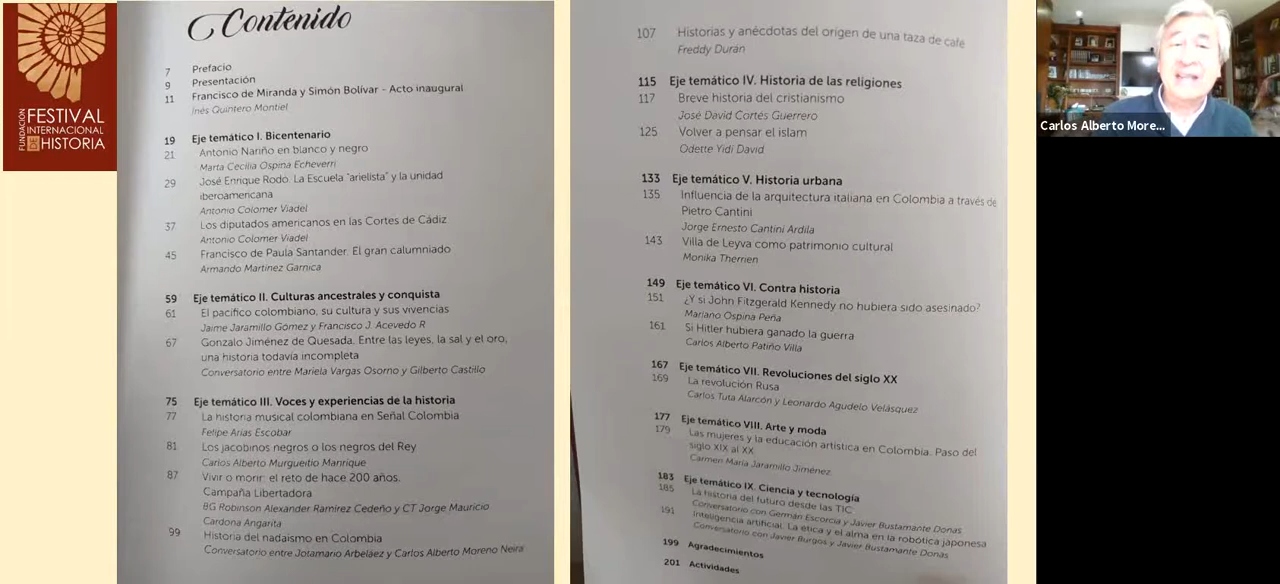 FUNDACIÓN
FESTIVAL
INTERNACIONAL
DE HISTORIA
Contenido
7 Prefacio
9 Presentación
11 Francisco de Miranda y Simón Bolívar - Acto inaugural
Inés Quintero Montiel
19 Eje temático I. Bicentenario
21 Antonio Nariño en blanco y negro
Marta Cecilia Ospina Echeverri
29 José Enrique Rodó. La Escuela "arielista" y la unidad
iberoamericana
Antonio Colomer Viadel
37 Los diputados americanos en las Cortes de Cádiz
Antonio Colomer Viadel
45 Francisco de Paula Santander. El gran calumniado
Armando Martínez Garnica
59 Eje temático II. Culturas ancestrales y conquista
61 El pacífico colombiano, su cultura y sus vivencias
Jaime Jaramillo Gómez y Francisco J. Acevedo R
67 Gonzalo Jiménez de Quesada. Entre las leyes, la sal y el oro,
una historia todavía incompleta
Conversatorio entre Mariela Vargas Osorno y Gilberto Castillo
75 Eje temático III. Voces y experiencias de la historia
77 La historia musical colombiana en Señal Colombia
Felipe Arias Escobar
81 Los jacobinos negros o los negros del Rey
Carlos Alberto Murgueitio Manrique
87 Vivir o morir: el reto de hace 200 años.
Campaña Libertadora
BG Robinson Alexander Ramírez Cedeño y CT Jorge Mauricio
Cardona Angarita
99 Historia del nadaísmo en Colombia
Conversatorio entre Jotamario Arbeláez y Carlos Alberto Moreno Neira
107 Historias y anécdotas del origen de una taza de café
Freddy Durán
115 Eje temático IV. Historia de las religiones
117 Breve historia del cristianismo
José David Cortés Guerrero
125 Volver a pensar el islam
Odette Yidi David
133 Eje temático V. Historia urbana
135 Influencia de la arquitectura italiana en Colombia a través de
Pietro Cantini
Jorge Ernesto Cantini Ardila
143 Villa de Leyva como patrimonio cultural
Monika Therrien
149 Eje temático VI. Contra historia
151 ¿Y si John Fitzgerald Kennedy no hubiera sido asesinado?
Mariano Ospina Peña
161 Si Hitler hubiera ganado la guerra
Carlos Alberto Patiño Villa
167 Eje temático VII. Revoluciones del siglo XX
169 La revolución Rusa
Carlos Tuta Alarcón y Leonardo Agudelo Velásquez
177 Eje temático VIII. Arte y moda
179 Las mujeres y la educación artística en Colombia. Paso del
siglo XIX al XX
Carmen María Jaramillo Jiménez
183 Eje temático IX. Ciencia y tecnología
185 La historia del futuro desde las TIC
Conversatorio con Germán Escorcia y Javier Bustamante Donas
191 Inteligencia artificial. La ética y el alma en la robótica japonesa
Conversatorio con Javier Burgos y Javier Bustamante Donas
199 Agradecimientos
201 Actividades
Carlos Alberto More...